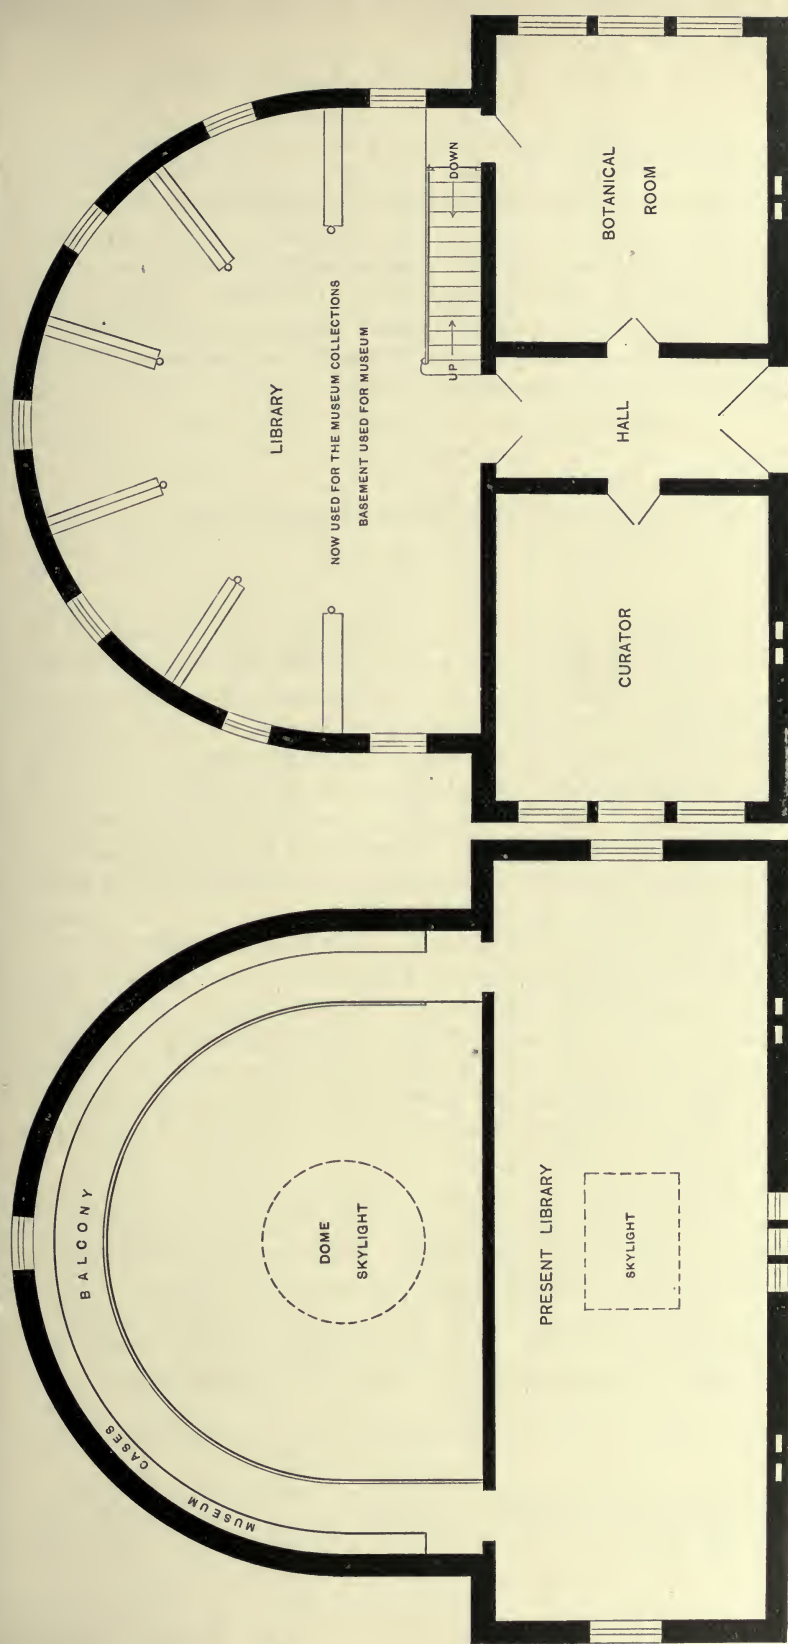 LIBRARY
NOW USED FOR THE MUSEUM COLLECTIONS
BASEMENT USED FOR MUSEUM
UP
DOWN
BOTANICAL
ROOM
HALL
CURATOR
BALCONY
MUSEUM CASES
DOME
SKYLIGHT
PRESENT LIBRARY
SKYLIGHT